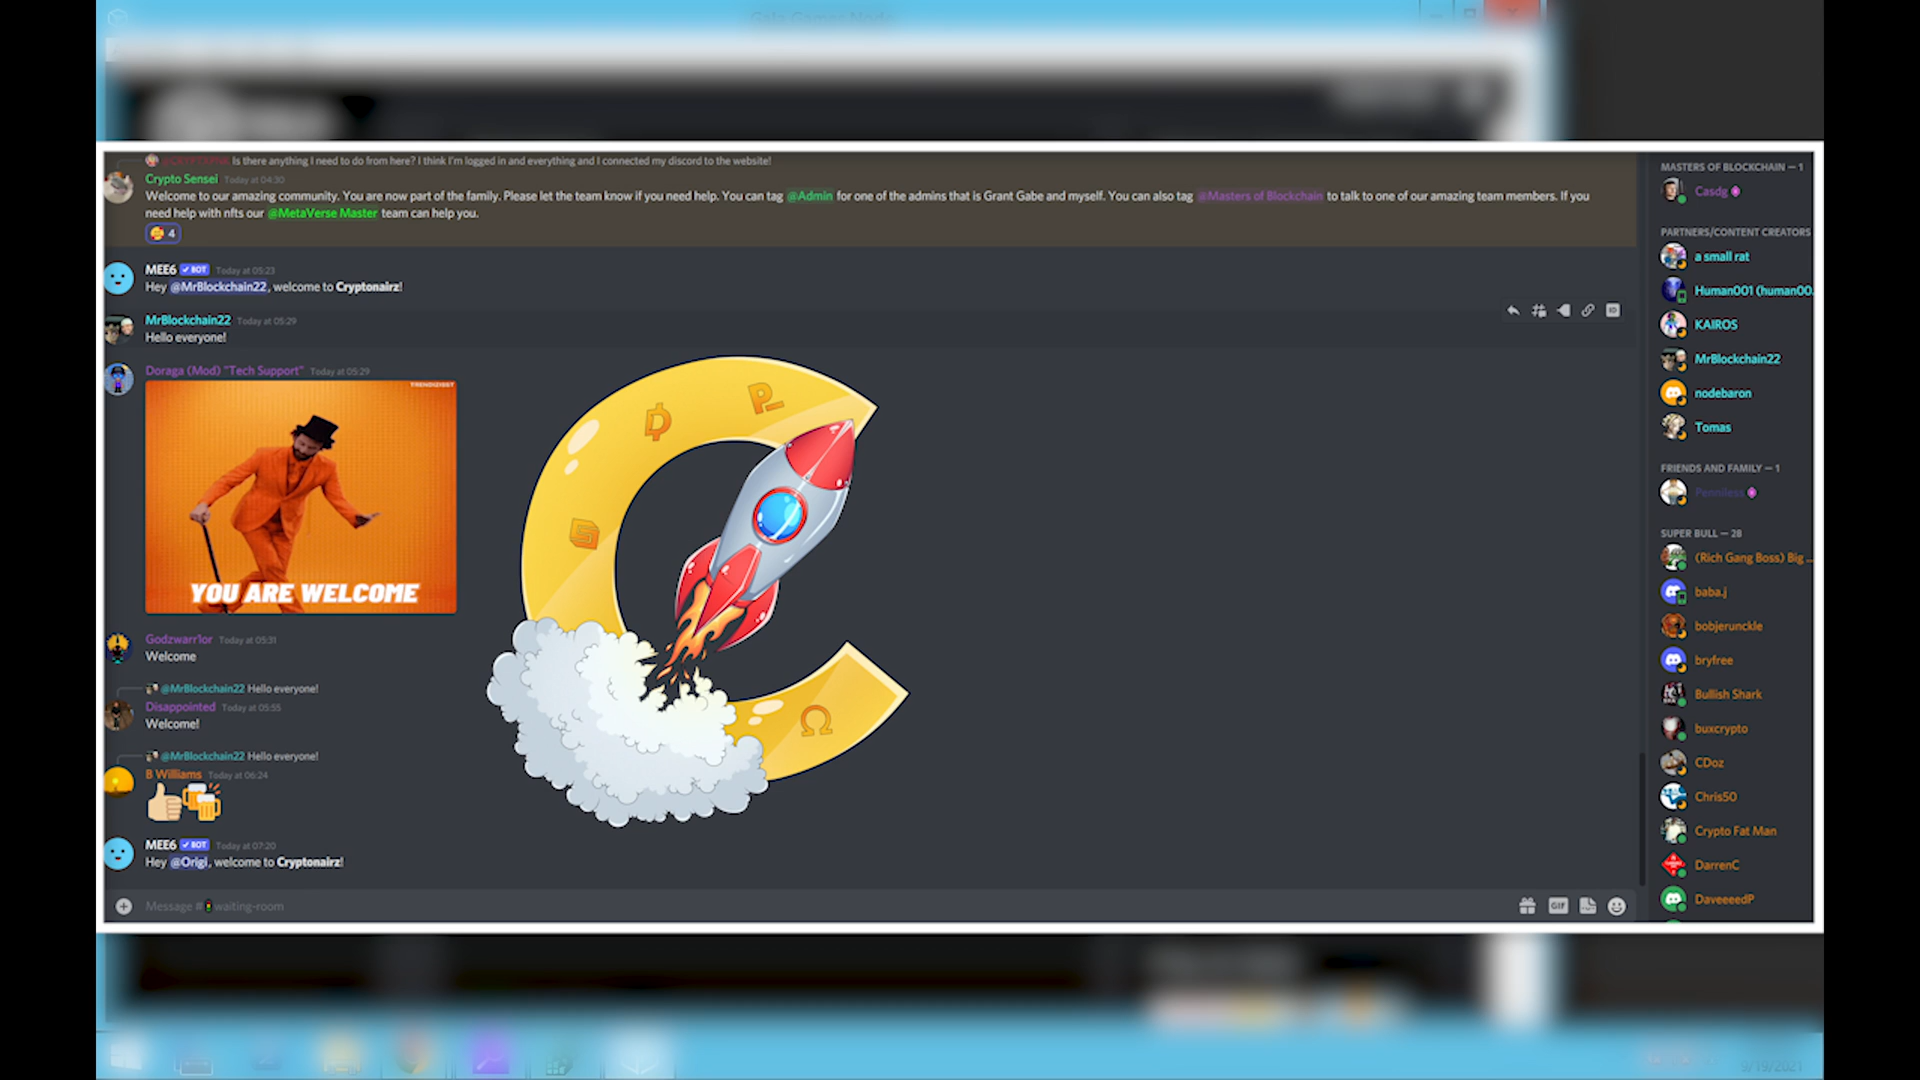 Gala Games Node
Is there anything I need to do from here? I think I'm logged in and everything and I connected my discord to the website!
Crypto Sensei Today at 04:30
Welcome to our amazing community. You are now part of the family. Please let the team know if you need help. You can tag @Admin for one of the admins that is Grant Gabe and myself. You can also tag @Masters of Blockchain to talk to one of our amazing team members. If you
need help with nfts our @MetaVerse Master team can help you.
4
MEE6 BOT Today at 05:23
Hey @MrBlockchain22, welcome to Cryptonairz!
MrBlockchain22 Today at 05:29
Hello everyone!
Doraga (Mod) "Tech Support" Today at 05:29
TRENDIZISST
YOU ARE WELCOME
Godzwarr1or Today at 05:31
Welcome
@MrBlockchain22 Hello everyone!
Disappointed Today at 05:55
Welcome!
@MrBlockchain22 Hello everyone!
B Williams Today at 06:24
MEE6 BOT Today at 07:20
Hey @Origi, welcome to Cryptonairz!
Message # waiting-room
GIF
MASTERS OF BLOCKCHAIN — 1
Casdg
PARTNERS/CONTENT CREATORS
a small rat
Human001 (human00.
KAIROS
MrBlockchain22
nodebaron
Tomas
FRIENDS AND FAMILY — 1
Penniless
SUPER BULL — 28
(Rich Gang Boss) Big ...
baba.j
bobjerunckle
bryfree
Bullish Shark
buxcrypto
CDoz
Chris50
Crypto Fat Man
DarrenC
DaveeeedP
9/19/2021